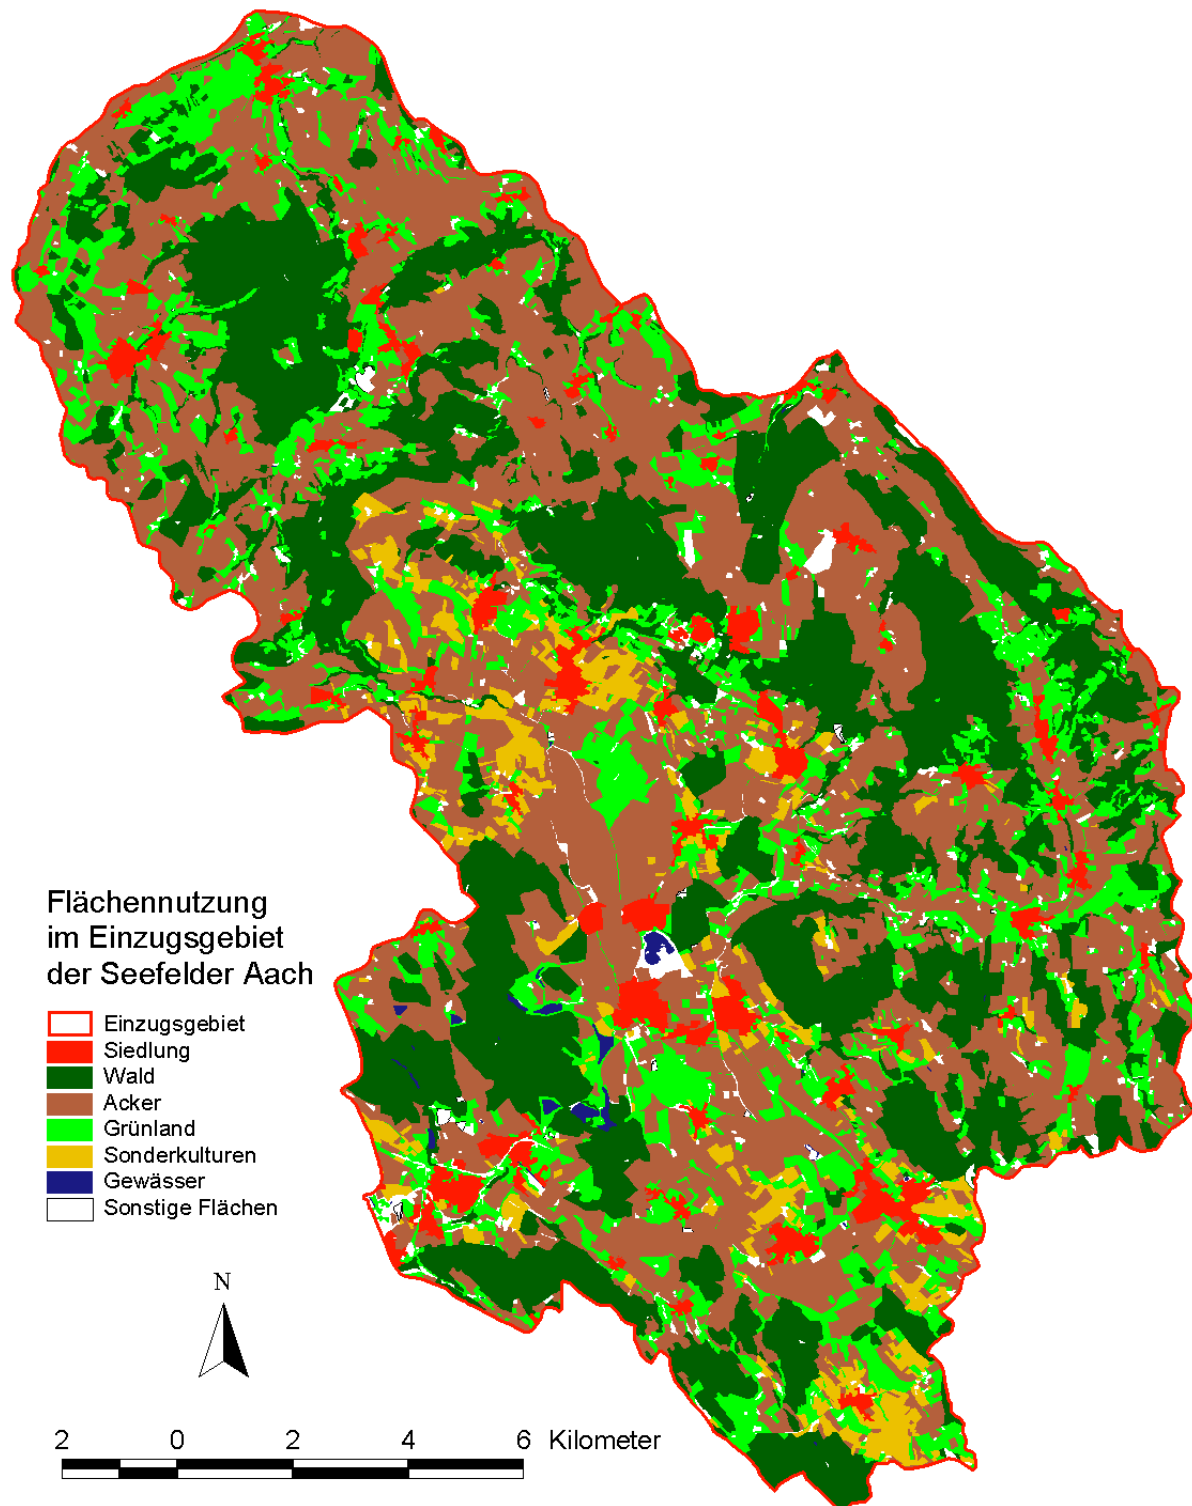 Flächennutzung
im Einzugsgebiet
der Seefelder Aach
Einzugsgebiet
Siedlung
Wald
Acker
Grünland
Sonderkulturen
Gewässer
Sonstige Flächen
N
2 0 2 4 6 Kilometer